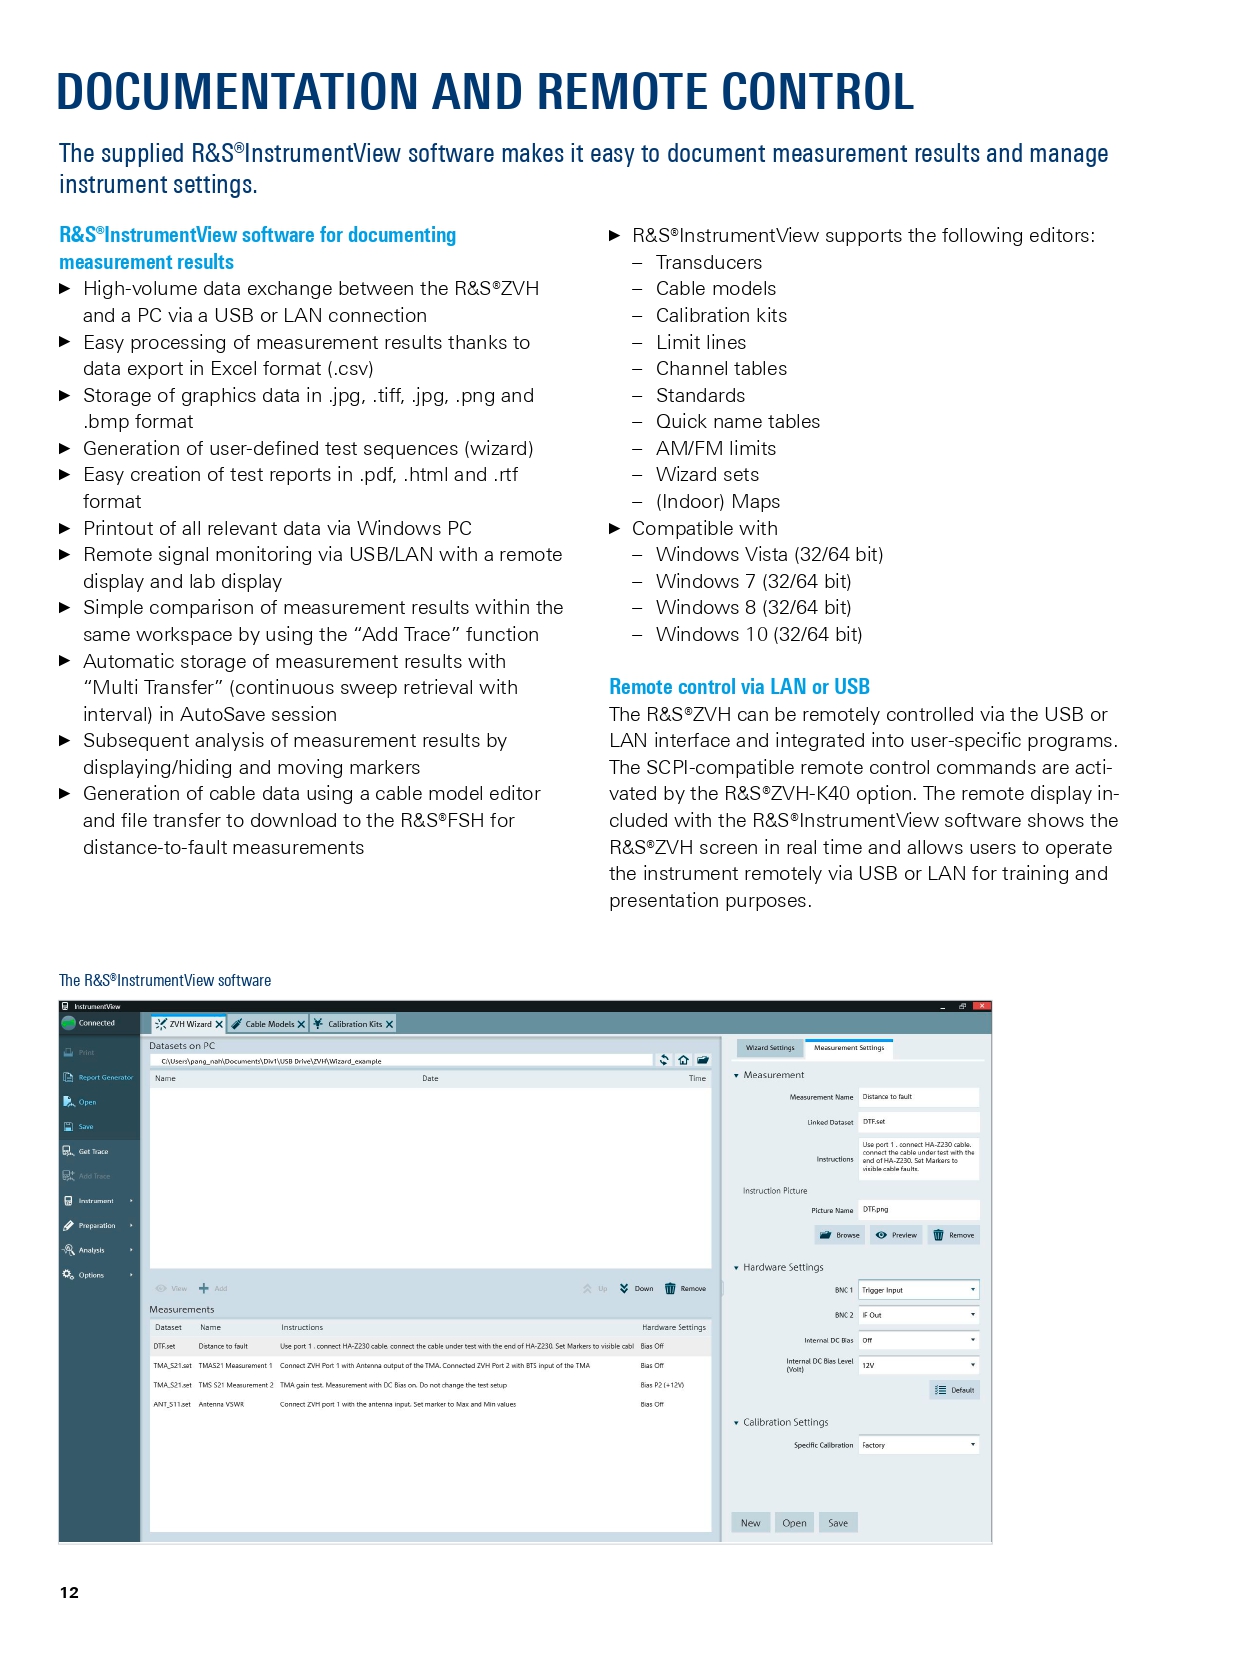 DOCUMENTATION AND REMOTE CONTROL
The supplied R&S®InstrumentView software makes it easy to document measurement results and manage
instrument settings.
R&S®InstrumentView software for documenting
measurement results
► High-volume data exchange between the R&S®ZVH
and a PC via a USB or LAN connection
► Easy processing of measurement results thanks to
data export in Excel format (.csv)
► Storage of graphics data in .jpg, .tiff, .jpg, .png and
.bmp format
► Generation of user-defined test sequences (wizard)
► Easy creation of test reports in .pdf, .html and .rtf
format
► Printout of all relevant data via Windows PC
► Remote signal monitoring via USB/LAN with a remote
display and lab display
► Simple comparison of measurement results within the
same workspace by using the “Add Trace” function
► Automatic storage of measurement results with
“Multi Transfer” (continuous sweep retrieval with
interval) in AutoSave session
► Subsequent analysis of measurement results by
displaying/hiding and moving markers
► Generation of cable data using a cable model editor
and file transfer to download to the R&S®FSH for
distance-to-fault measurements
► R&S®InstrumentView supports the following editors:
– Transducers
– Cable models
– Calibration kits
– Limit lines
– Channel tables
– Standards
– Quick name tables
– AM/FM limits
– Wizard sets
– (Indoor) Maps
► Compatible with
– Windows Vista (32/64 bit)
– Windows 7 (32/64 bit)
– Windows 8 (32/64 bit)
– Windows 10 (32/64 bit)
Remote control via LAN or USB
The R&S®ZVH can be remotely controlled via the USB or
LAN interface and integrated into user-specific programs.
The SCPI-compatible remote control commands are acti-
vated by the R&S®ZVH-K40 option. The remote display in-
cluded with the R&S®InstrumentView software shows the
R&S®ZVH screen in real time and allows users to operate
the instrument remotely via USB or LAN for training and
presentation purposes.
The R&S®InstrumentView software
InstrumentView
Connected
Print
Report Generator
Open
Save
Get Trace
Add Trace
Instrument
Preparation
Analysis
Options
ZVH Wizard Cable Models Calibration Kits
Datasets on PC
C:\Users\pang_nah\Documents\Div1\USB Drive\ZVH\Wizard_example
Name Date Time
View Add Up Down Remove
Measurements
Dataset Name Instructions Hardware Settings
DTF.set Distance to fault Use port 1 . connect HA-Z230 cable. connect the cable under test with the end of HA-Z230. Set Markers to visible cabl Bias Off
TMA_S21.set TMAS21 Measurement 1 Connect ZVH Port 1 with Antenna output of the TMA. Connected ZVH Port 2 with BTS input of the TMA Bias Off
TMA_S21.set TMS S21 Measurement 2 TMA gain test. Measurement with DC Bias on. Do not change the test setup Bias P2 (+12V)
ANT_S11.set Antenna VSWR Connect ZVH port 1 with the antenna input. Set marker to Max and Min values Bias Off
Wizard Settings Measurement Settings
Measurement
Measurement Name Distance to fault
Linked Dataset DTF.set
Instructions
Use port 1 . connect HA-Z230 cable.
connect the cable under test with the
end of HA-Z230. Set Markers to
visible cable faults.
Instruction Picture
Picture Name DTF.png
Browse Preview Remove
Hardware Settings
BNC 1 Trigger Input
BNC 2 IF Out
Internal DC Bias Off
Internal DC Bias Level
(Volt) 12V
Default
Calibration Settings
Specific Calibration Factory
New Open Save
12